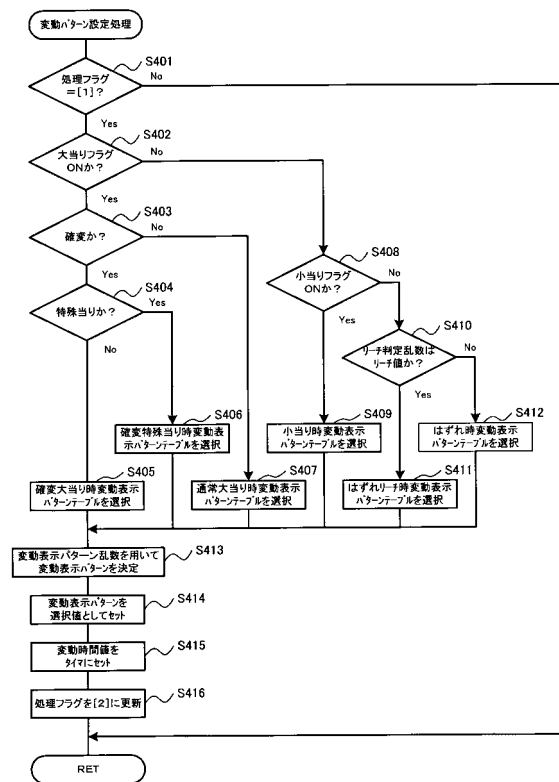 変動パターン設定処理
S401
処理フラグ
=[1]?
No
Yes
S402
大当りフラグ
ONか?
No
Yes
S403
確変か?
No
Yes
S408
小当りフラグ
ONか?
No
Yes
S404
特殊当りか?
Yes
No
S410
リーチ判定乱数は
リーチ値か?
No
Yes
S406
確変特殊当り時変動表
示パターンテーブルを選択
S409
小当り時変動表示
パターンテーブルを選択
S412
はずれ時変動表示
パターンテーブルを選択
S405
確変大当り時変動表示
パターンテーブルを選択
S407
通常大当り時変動表示
パターンテーブルを選択
S411
はずれリーチ時変動表示
パターンテーブルを選択
S413
変動表示パターン乱数を用いて
変動表示パターンを決定
S414
変動表示パターンを
選択値としてセット
S415
変動時間値を
タイマにセット
S416
処理フラグを[2]に更新
RET